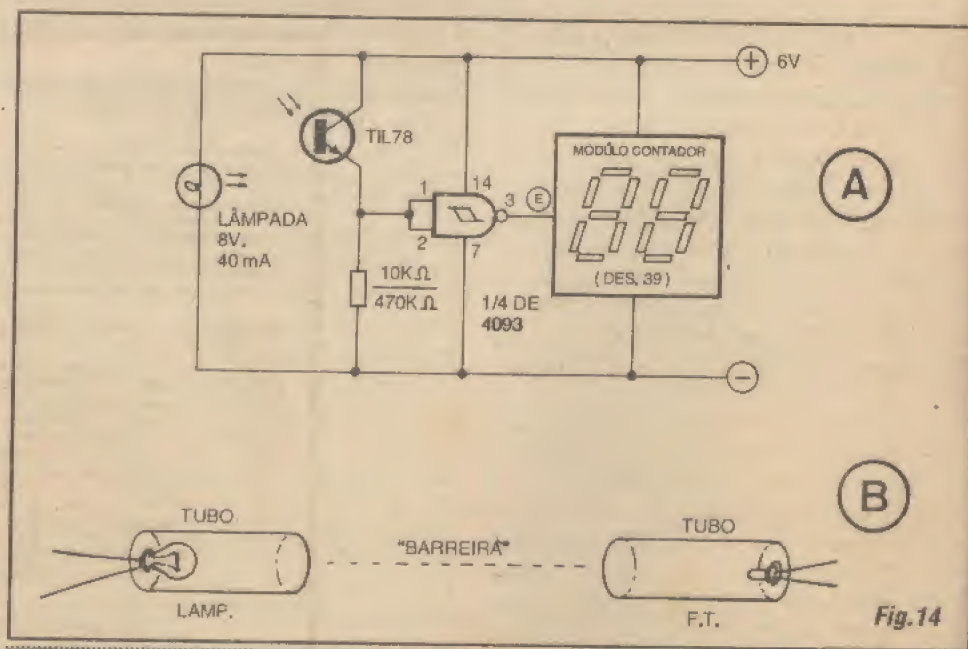 + 6V
TIL78
MODÚLO CONTADOR
A
1
14
3
E
LÂMPADA
8V.
40 mA
2
7
(DES. 39)
10KΩ
470KΩ
1/4 DE
4093
−
B
TUBO
TUBO
"BARREIRA"
LAMP.
F.T.
Fig.14